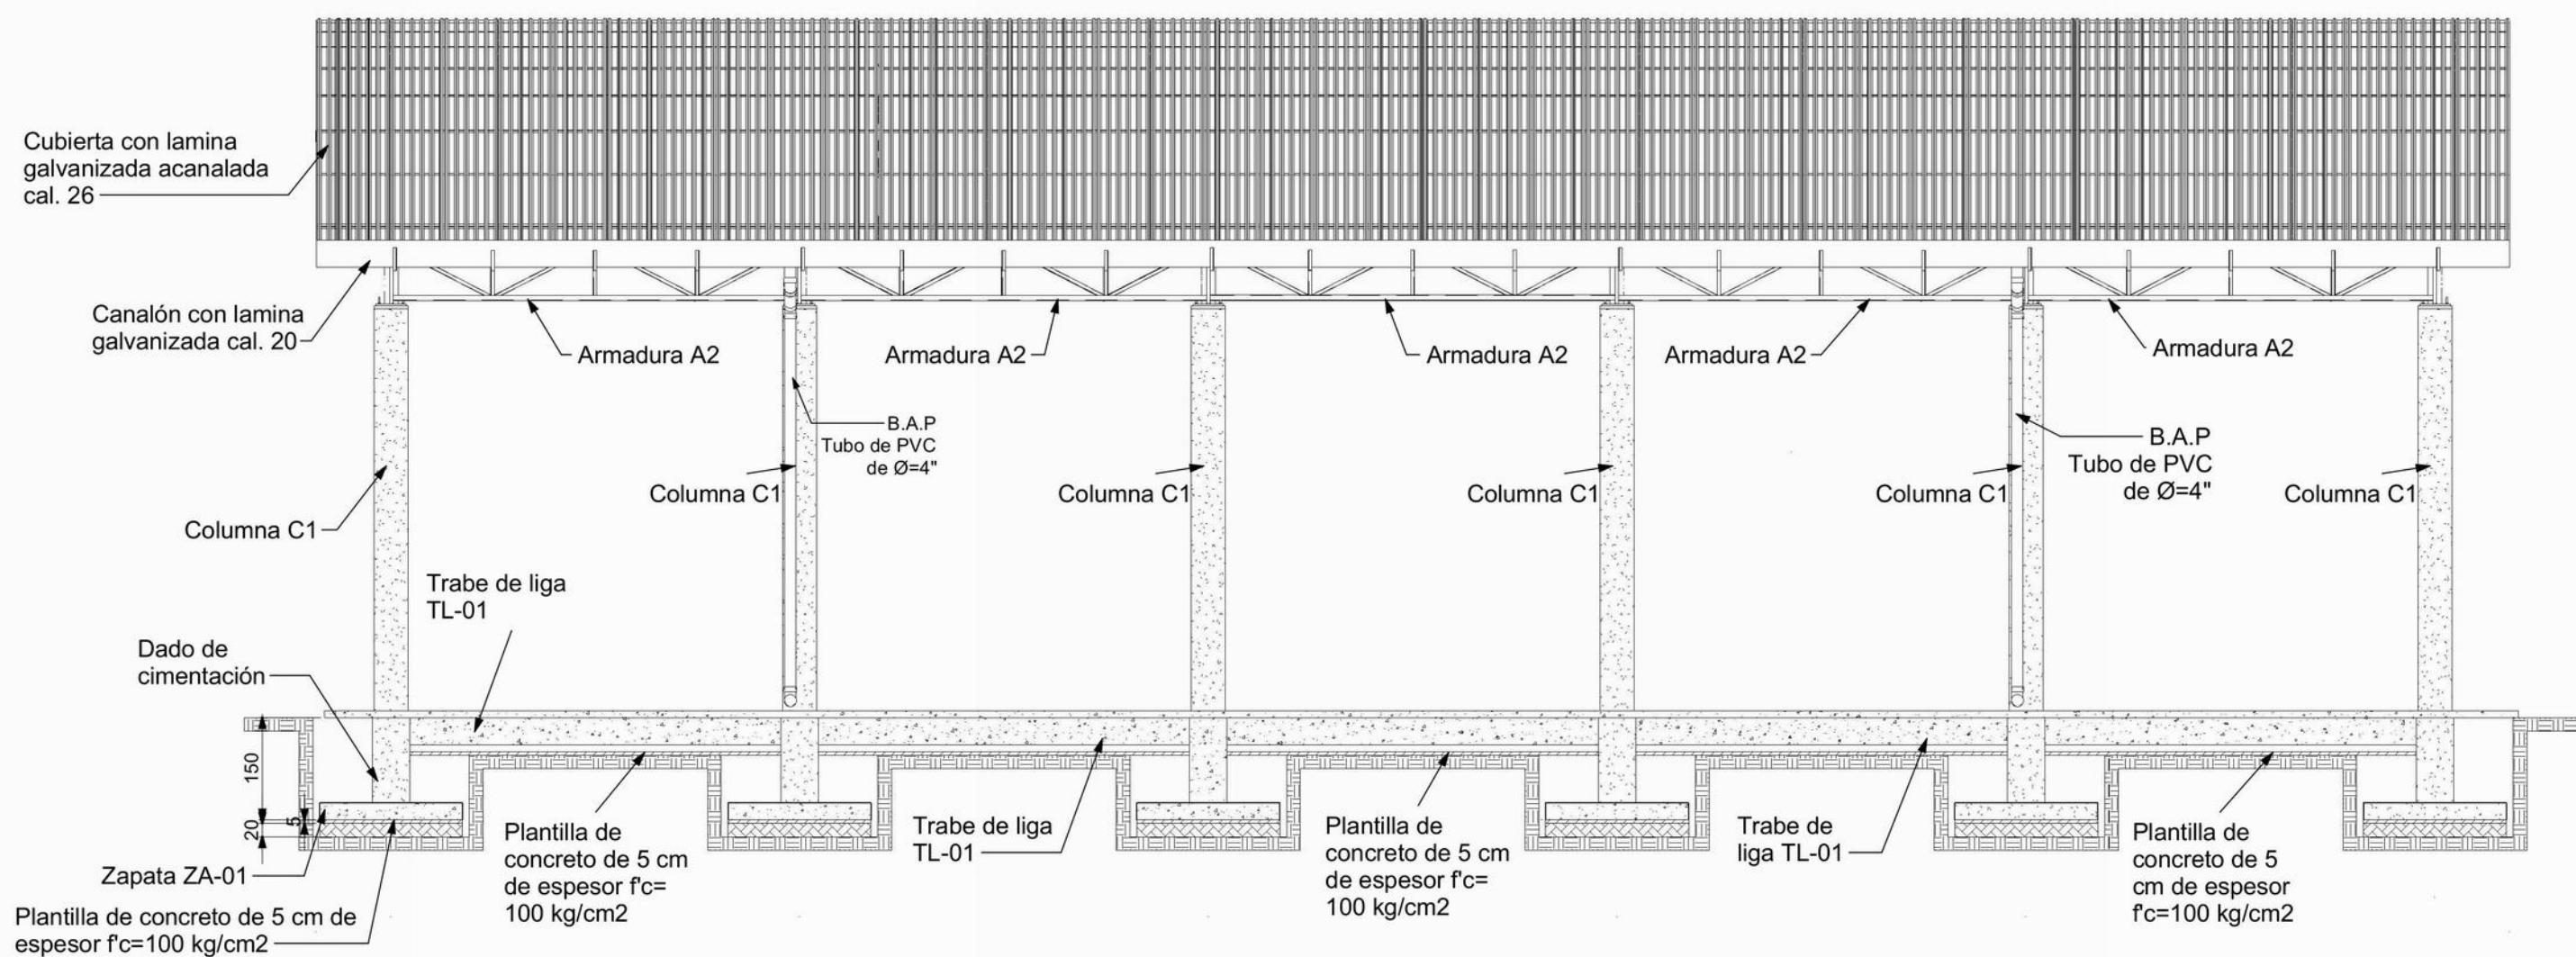 Cubierta con lamina
galvanizada acanalada
cal. 26
Canalón con lamina
galvanizada cal. 20
Armadura A2
Armadura A2
Armadura A2
Armadura A2
Armadura A2
B.A.P
Tubo de PVC
de Ø=4"
B.A.P
Tubo de PVC
de Ø=4"
Columna C1
Columna C1
Columna C1
Columna C1
Columna C1
Columna C1
Trabe de liga
TL-01
Dado de
cimentación
150
20
5
Zapata ZA-01
Plantilla de concreto de 5 cm de
espesor f'c=100 kg/cm2
Plantilla de
concreto de 5 cm
de espesor f'c=
100 kg/cm2
Trabe de liga
TL-01
Plantilla de
concreto de 5 cm
de espesor f'c=
100 kg/cm2
Trabe de
liga TL-01
Plantilla de
concreto de 5
cm de espesor
f'c=100 kg/cm2